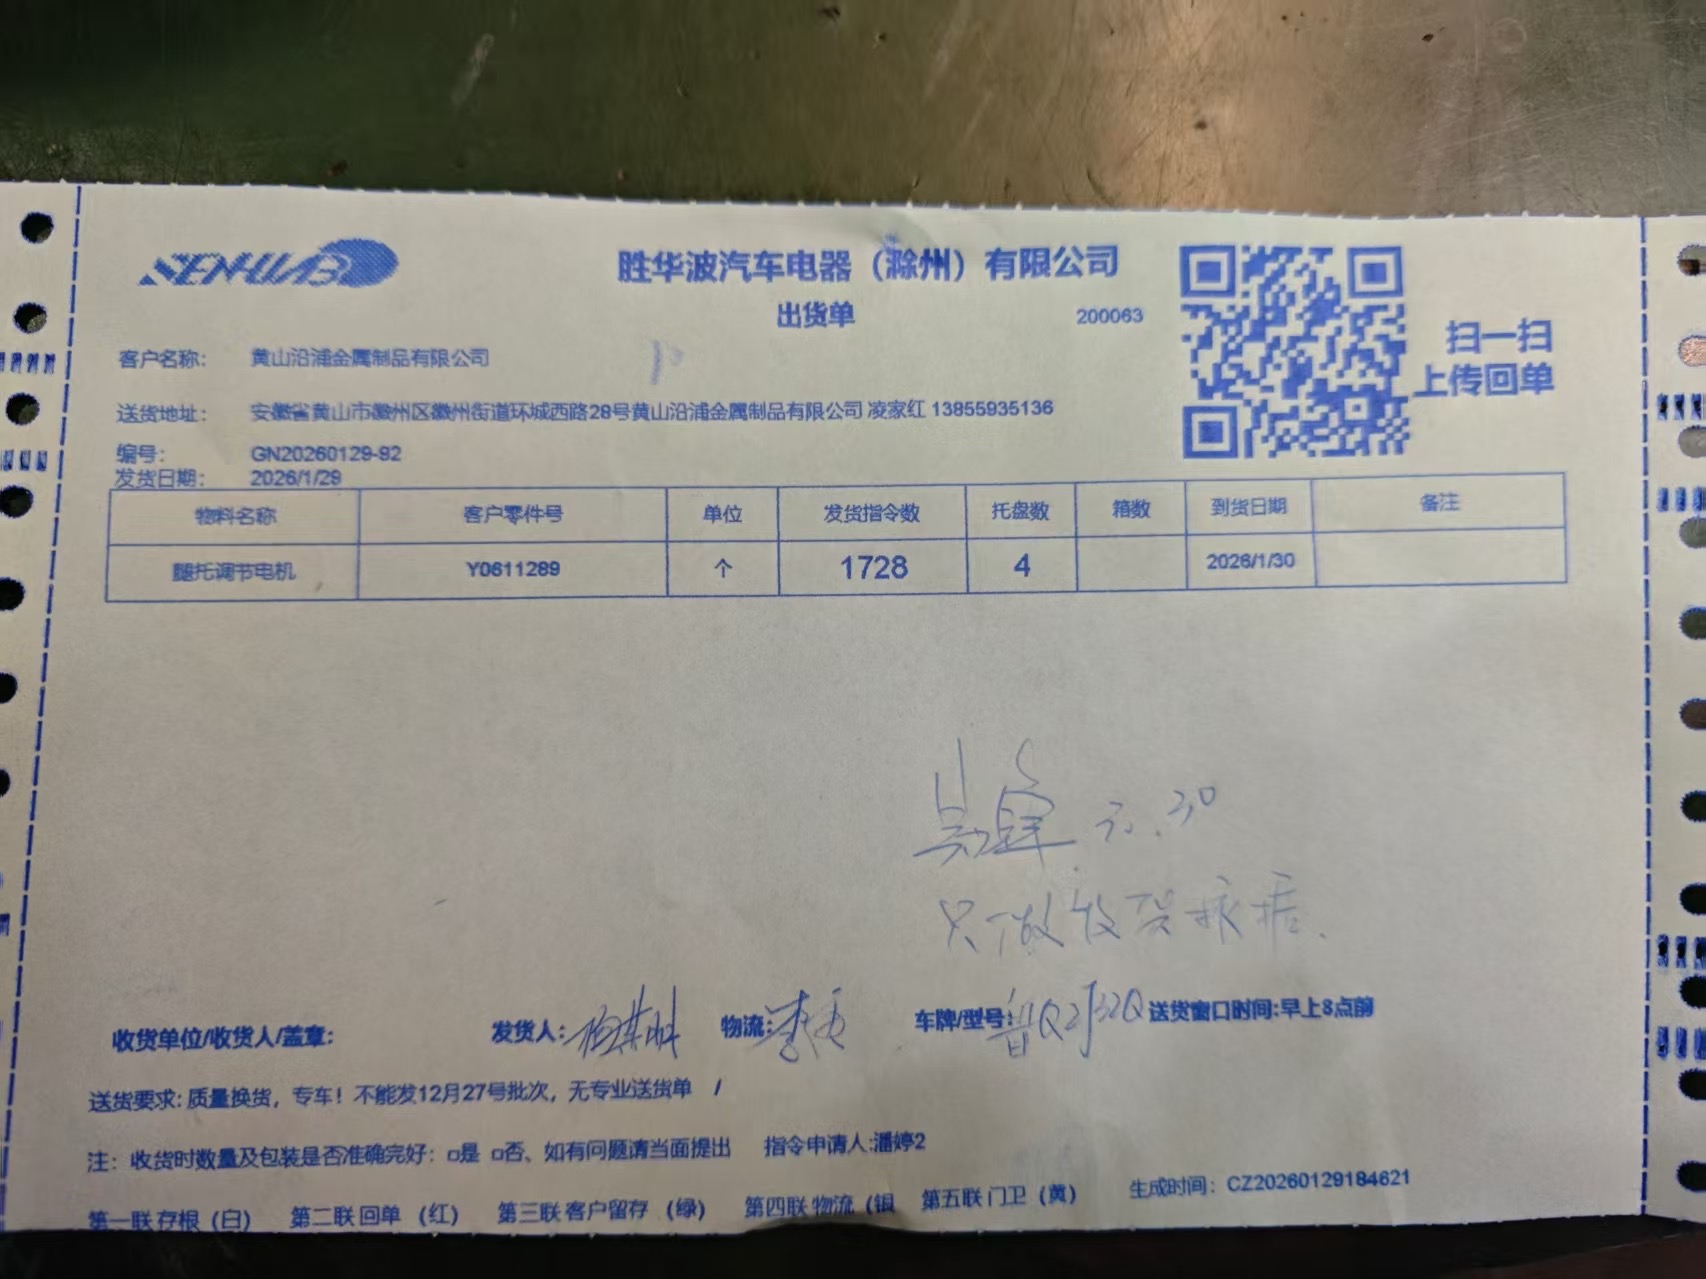 SENHUAB
胜华波汽车电器（滁州）有限公司
出货单 200063
扫一扫
上传回单
客户名称： 黄山沿浦金属制品有限公司
送货地址： 安徽省黄山市徽州区徽州街道环城西路28号黄山沿浦金属制品有限公司 凌家红 13855935136
编号： GN20260129-92
发货日期： 2026/1/29
物料名称 客户零件号 单位 发货指令数 托盘数 箱数 到货日期 备注
腿托调节电机 Y0611289 个 1728 4 2026/1/30
只做收货依据.
收货单位/收货人/盖章： 发货人： 物流： 车牌/型号： 送货窗口时间:早上8点前
送货要求: 质量换货，专车！不能发12月27号批次，无专业送货单 /
注：收货时数量及包装是否准确完好：□是 □否、如有问题请当面提出 指令申请人:潘婷2
第一联 存根（白） 第二联 回单 （红） 第三联 客户留存 （绿） 第四联 物流（银 第五联 门卫（黄） 生成时间： CZ20260129184621